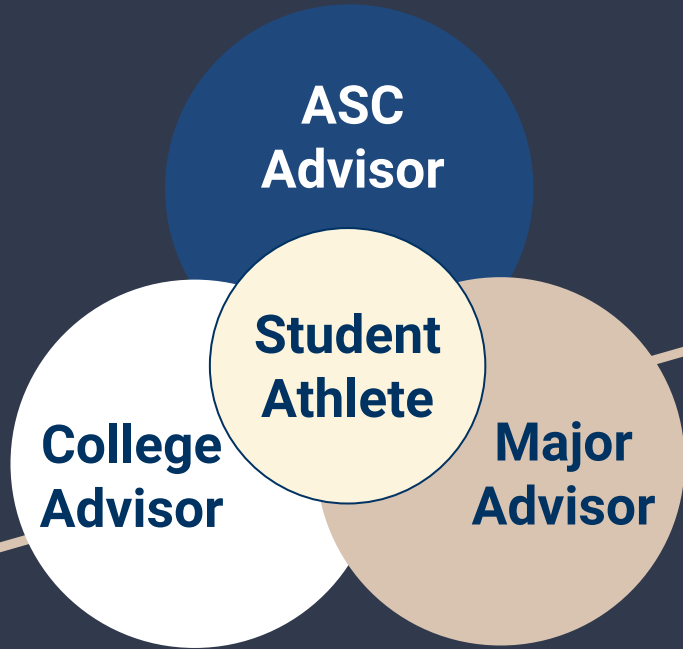 ASC
Advisor
Student
Athlete
College
Advisor
Major
Advisor